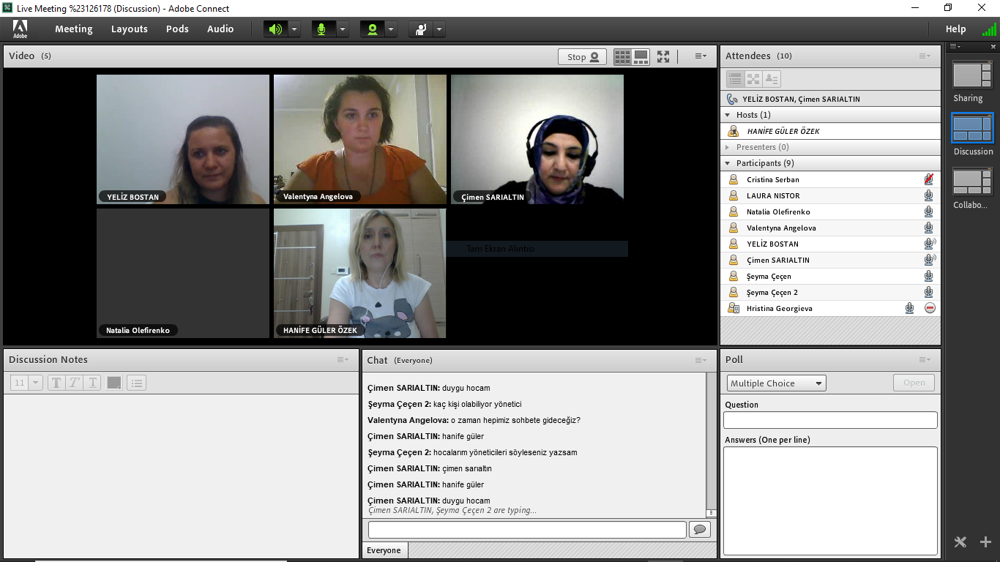 Live Meeting %23126178 (Discussion) - Adobe Connect
Adobe
Meeting Layouts Pods Audio
Help
Video (5)
Stop
YELİZ BOSTAN
Valentyna Angelova
Çimen SARIALTIN
Natalia Olefirenko
HANİFE GÜLER ÖZEK
Tam Ekran Alıntısı
Attendees (10)
YELİZ BOSTAN, Çimen SARIALTIN
Hosts (1)
HANİFE GÜLER ÖZEK
Presenters (0)
Participants (9)
Cristina Serban
LAURA NISTOR
Natalia Olefirenko
Valentyna Angelova
YELİZ BOSTAN
Çimen SARIALTIN
Şeyma Çeçen
Şeyma Çeçen 2
Hristina Georgieva
Sharing
Discussion
Collabo...
Discussion Notes
11 T T T
Chat (Everyone)
Çimen SARIALTIN: duygu hocam
Şeyma Çeçen 2: kaç kişi olabiliyor yönetici
Valentyna Angelova: o zaman hepimiz sohbete gideceğiz?
Çimen SARIALTIN: hanife güler
Şeyma Çeçen 2: hocalarım yöneticileri söyleseniz yazsam
Çimen SARIALTIN: çimen sarıaltın
Çimen SARIALTIN: hanife güler
Çimen SARIALTIN: duygu hocam
Çimen SARIALTIN, Şeyma Çeçen 2 are typing...
Everyone
Poll
Multiple Choice
Open
Question
Answers (One per line)